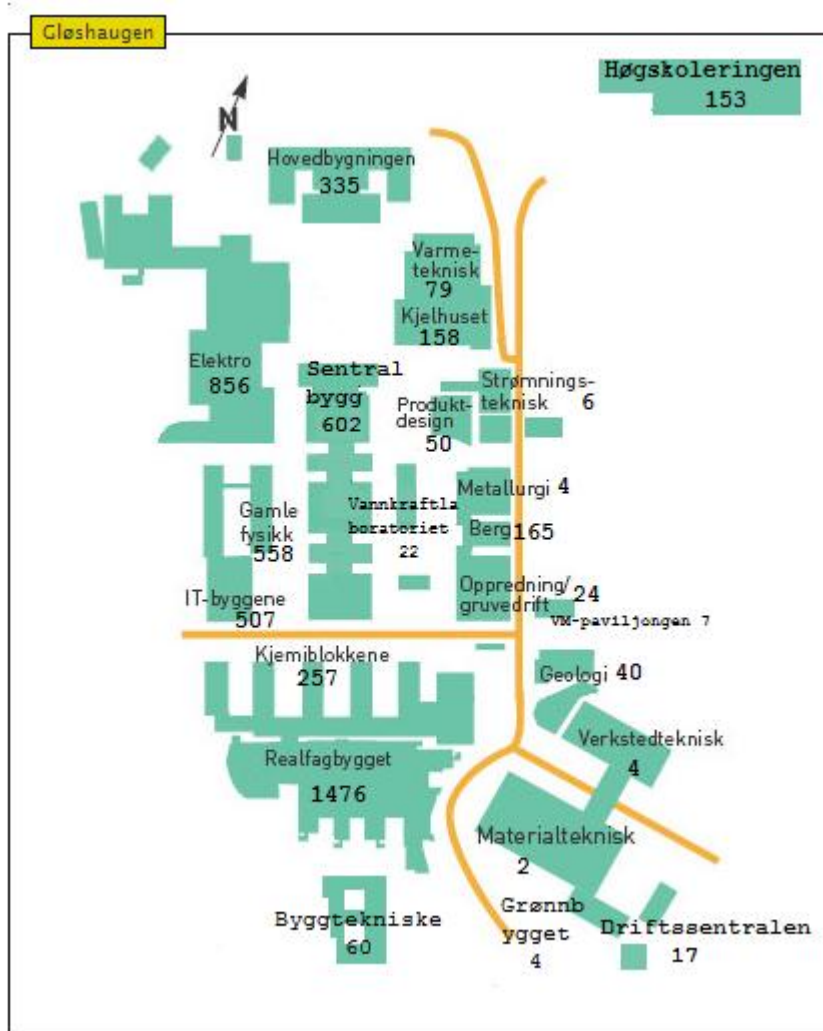 Gløshaugen
Høgskoleringen
153
N
Hovedbygningen
335
Varme-
teknisk
79
Kjelhuset
158
Elektro
856
Sentral
bygg
602
Strømnings-
teknisk 6
Produkt-
design
50
Gamle
fysikk
558
Vannkraftla
boratoriet
22
Metallurgi 4
Berg 165
Oppredning/
gruvedrift
24
IT-byggene
507
VM-paviljongen 7
Kjemiblokkene
257
Geologi 40
Verkstedteknisk
4
Realfagbygget
1476
Materialteknisk
2
Byggtekniske
60
Grønnb
ygget
4
Driftssentralen
17